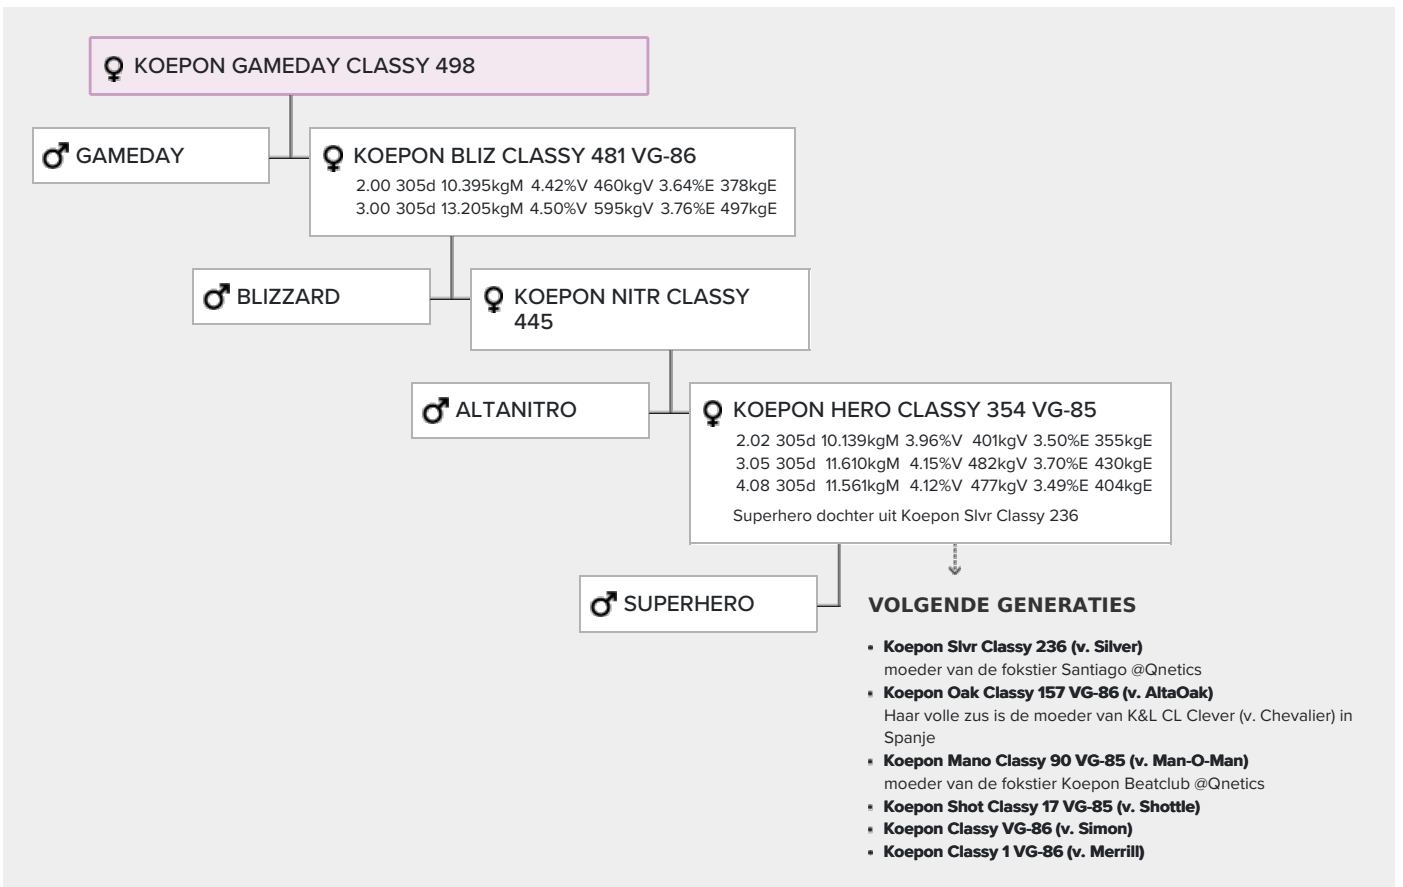 KOEPON GAMEDAY CLASSY 498
GAMEDAY
KOEPON BLIZ CLASSY 481 VG-86
2.00 305d 10.395kgM 4.42%V 460kgV 3.64%E 378kgE
3.00 305d 13.205kgM 4.50%V 595kgV 3.76%E 497kgE
BLIZZARD
KOEPON NITR CLASSY
445
ALTANITRO
KOEPON HERO CLASSY 354 VG-85
2.02 305d 10.139kgM 3.96%V 401kgV 3.50%E 355kgE
3.05 305d 11.610kgM 4.15%V 482kgV 3.70%E 430kgE
4.08 305d 11.561kgM 4.12%V 477kgV 3.49%E 404kgE
Superhero dochter uit Koepon Slvr Classy 236
SUPERHERO
VOLGENDE GENERATIES
Koepon Slvr Classy 236 (v. Silver)
moeder van de fokstier Santiago @Qnetics
Koepon Oak Classy 157 VG-86 (v. AltaOak)
Haar volle zus is de moeder van K&L CL Clever (v. Chevalier) in
Spanje
Koepon Mano Classy 90 VG-85 (v. Man-O-Man)
moeder van de fokstier Koepon Beatclub @Qnetics
Koepon Shot Classy 17 VG-85 (v. Shottle)
Koepon Classy VG-86 (v. Simon)
Koepon Classy 1 VG-86 (v. Merrill)